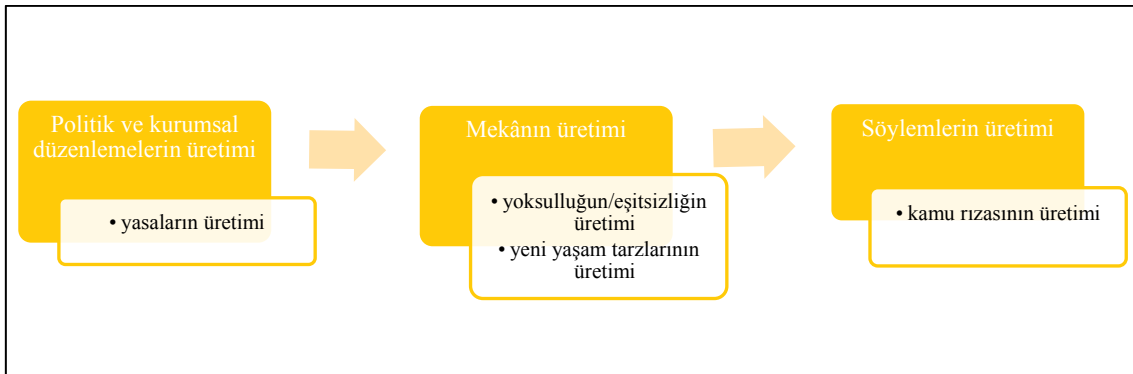 Politik ve kurumsal
düzenlemelerin üretimi
• yasaların üretimi
Mekânın üretimi
• yoksulluğun/eşitsizliğin
üretimi
• yeni yaşam tarzlarının
üretimi
Söylemlerin üretimi
• kamu rızasının üretimi